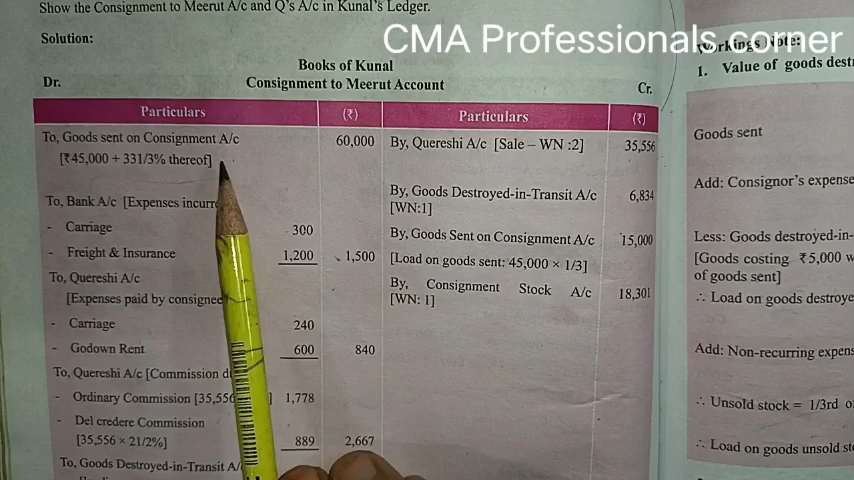 Show the Consignment to Meerut A/c and Q's A/c in Kunal's Ledger.
CMA Professionals corner
Solution:
Books of Kunal
Dr. Consignment to Meerut Account Cr.
Particulars (₹) Particulars (₹)
To, Goods sent on Consignment A/c 60,000 By, Quereshi A/c [Sale – WN :2] 35,556
[₹45,000 + 331/3% thereof]
By, Goods Destroyed-in-Transit A/c 6,834
To, Bank A/c [Expenses
[WN:1]
- Carriage 300
By, Goods Sent on Consignment A/c 15,000
- Freight & Insurance 1,200 1,500 [Load on goods sent: 45,000 × 1/3]
To, Quereshi A/c
By, Consignment Stock A/c 18,301
[Expenses paid by consignee
[WN: 1]
- Carriage 240
- Godown Rent 600 840
To, Quereshi A/c [Commission
- Ordinary Commission [35,556 ] 1,778
- Del credere Commission
[35,556 × 21/2%] 889 2,667
To, Goods Destroyed-in-Transit
Workings Note:
1. Value of goods
Goods sent
Add: Consignor's
Less: Goods destroyed-in-
[Goods costing ₹5,000
of goods sent]
∴ Load on goods
Add: Non-recurring
∴ Unsold stock = 1/3rd
∴ Load on goods unsold